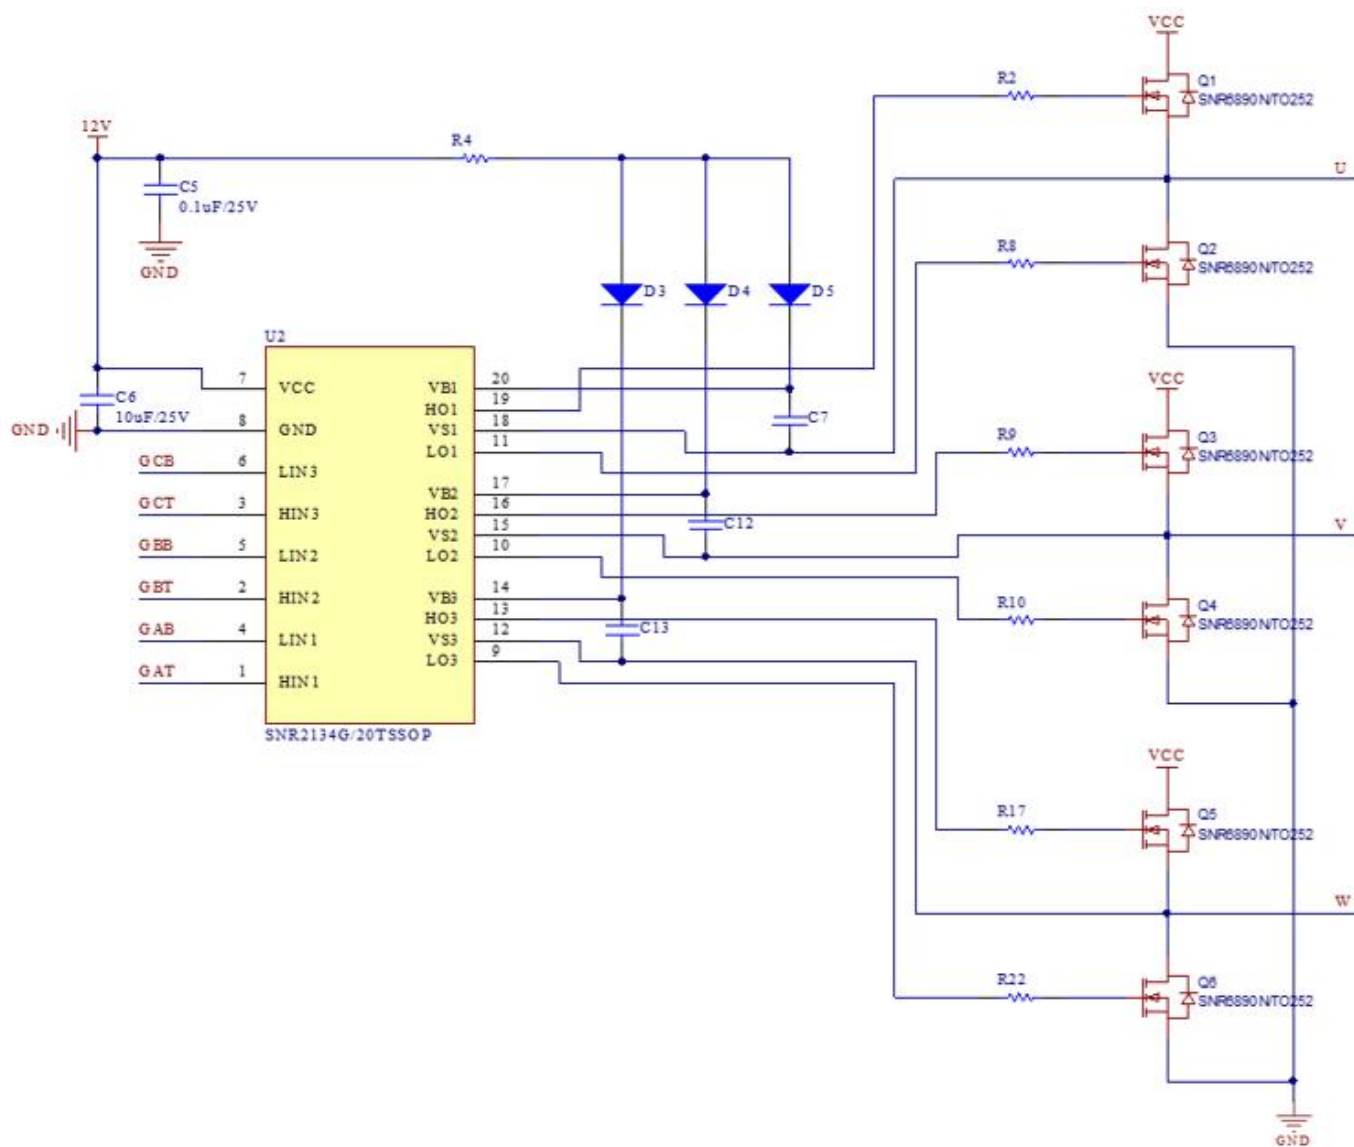 VCC
R2
Q1
SNR6890N/TO252
12V
R4
C5
0.1uF/25V
GND
U
R8
Q2
SNR6890N/TO252
D3
D4
D5
U2
7
VCC
VB1
20
HO1
19
C6
10uF/25V
GND
8
GND
VS1
18
C7
LO1
11
VCC
R9
Q3
SNR6890N/TO252
GCB
6
LIN3
VB2
17
GCT
3
HIN3
HO2
16
C12
VS2
15
V
GBB
5
LIN2
LO2
10
GBT
2
HIN2
VB3
14
R10
Q4
SNR6890N/TO252
HO3
13
C13
GAB
4
LIN1
VS3
12
LO3
9
GAT
1
HIN1
SNR2134G/20TSSOP
VCC
R17
Q5
SNR6890N/TO252
W
R22
Q6
SNR6890N/TO252
GND